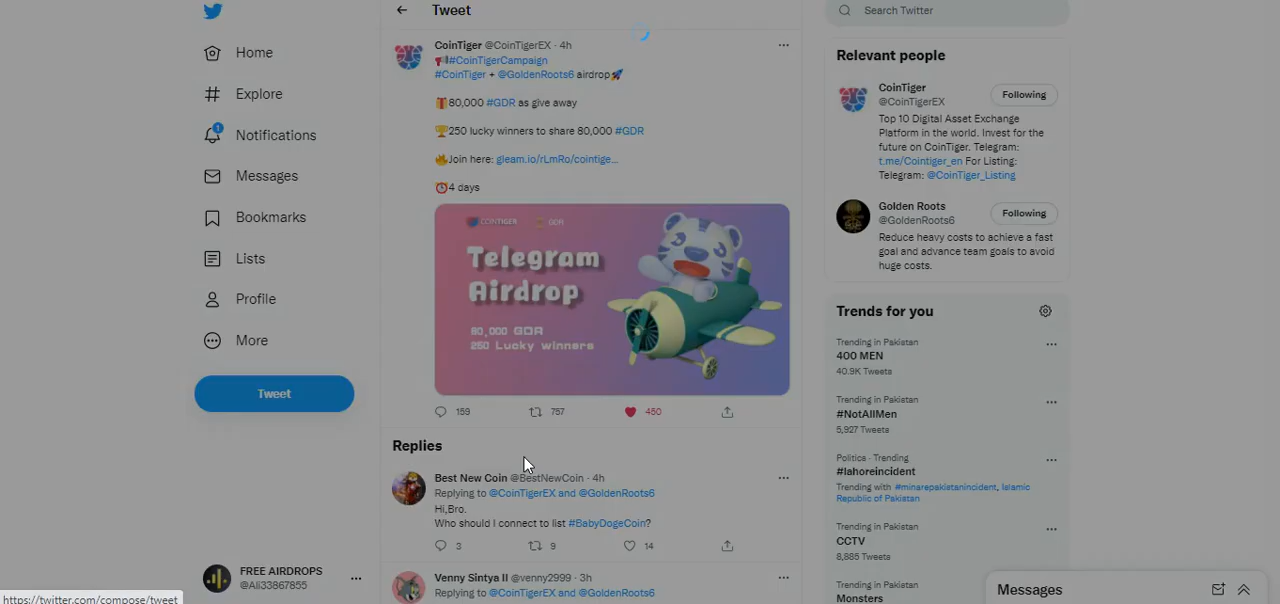 Home
Explore
1
Notifications
Messages
Bookmarks
Lists
Profile
More
Tweet
FREE AIRDROPS
@Ali33867855
https://twitter.com/compose/tweet
Tweet
CoinTiger @CoinTigerEX · 4h
#CoinTigerCampaign
#CoinTiger + @GoldenRoots6 airdrop
80,000 #GDR as give away
250 lucky winners to share 80,000 #GDR
Join here: gleam.io/rLmRo/cointige...
4 days
COINTIGER GDR
Telegram
Airdrop
80,000 GDR
250 Lucky winners
159 757 450
Replies
Best New Coin @BestNewCoin · 4h
Replying to @CoinTigerEX and @GoldenRoots6
Hi,Bro.
Who should I connect to list #BabyDogeCoin?
3 9 14
Venny Sintya II @venny2999 · 3h
Replying to @CoinTigerEX and @GoldenRoots6
Search Twitter
Relevant people
CoinTiger
@CoinTigerEX
Following
Top 10 Digital Asset Exchange
Platform in the world. Invest for the
future on CoinTiger. Telegram:
t.me/Cointiger_en For Listing:
Telegram: @CoinTiger_Listing
Golden Roots
@GoldenRoots6
Following
Reduce heavy costs to achieve a fast
goal and advance team goals to avoid
huge costs.
Trends for you
Trending in Pakistan
400 MEN
40.9K Tweets
Trending in Pakistan
#NotAllMen
5,927 Tweets
Politics · Trending
#lahoreincident
Trending with #minarepakistanincident, Islamic
Republic of Pakistan
Trending in Pakistan
CCTV
8,885 Tweets
Trending in Pakistan
Monsters
Messages